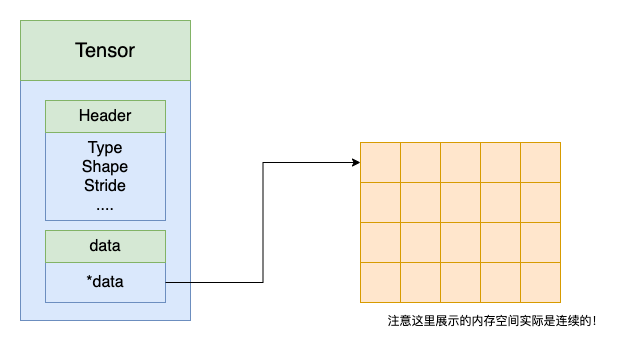 Tensor
Header
Type
Shape
Stride
....
data
*data
注意这里展示的内存空间实际是连续的！